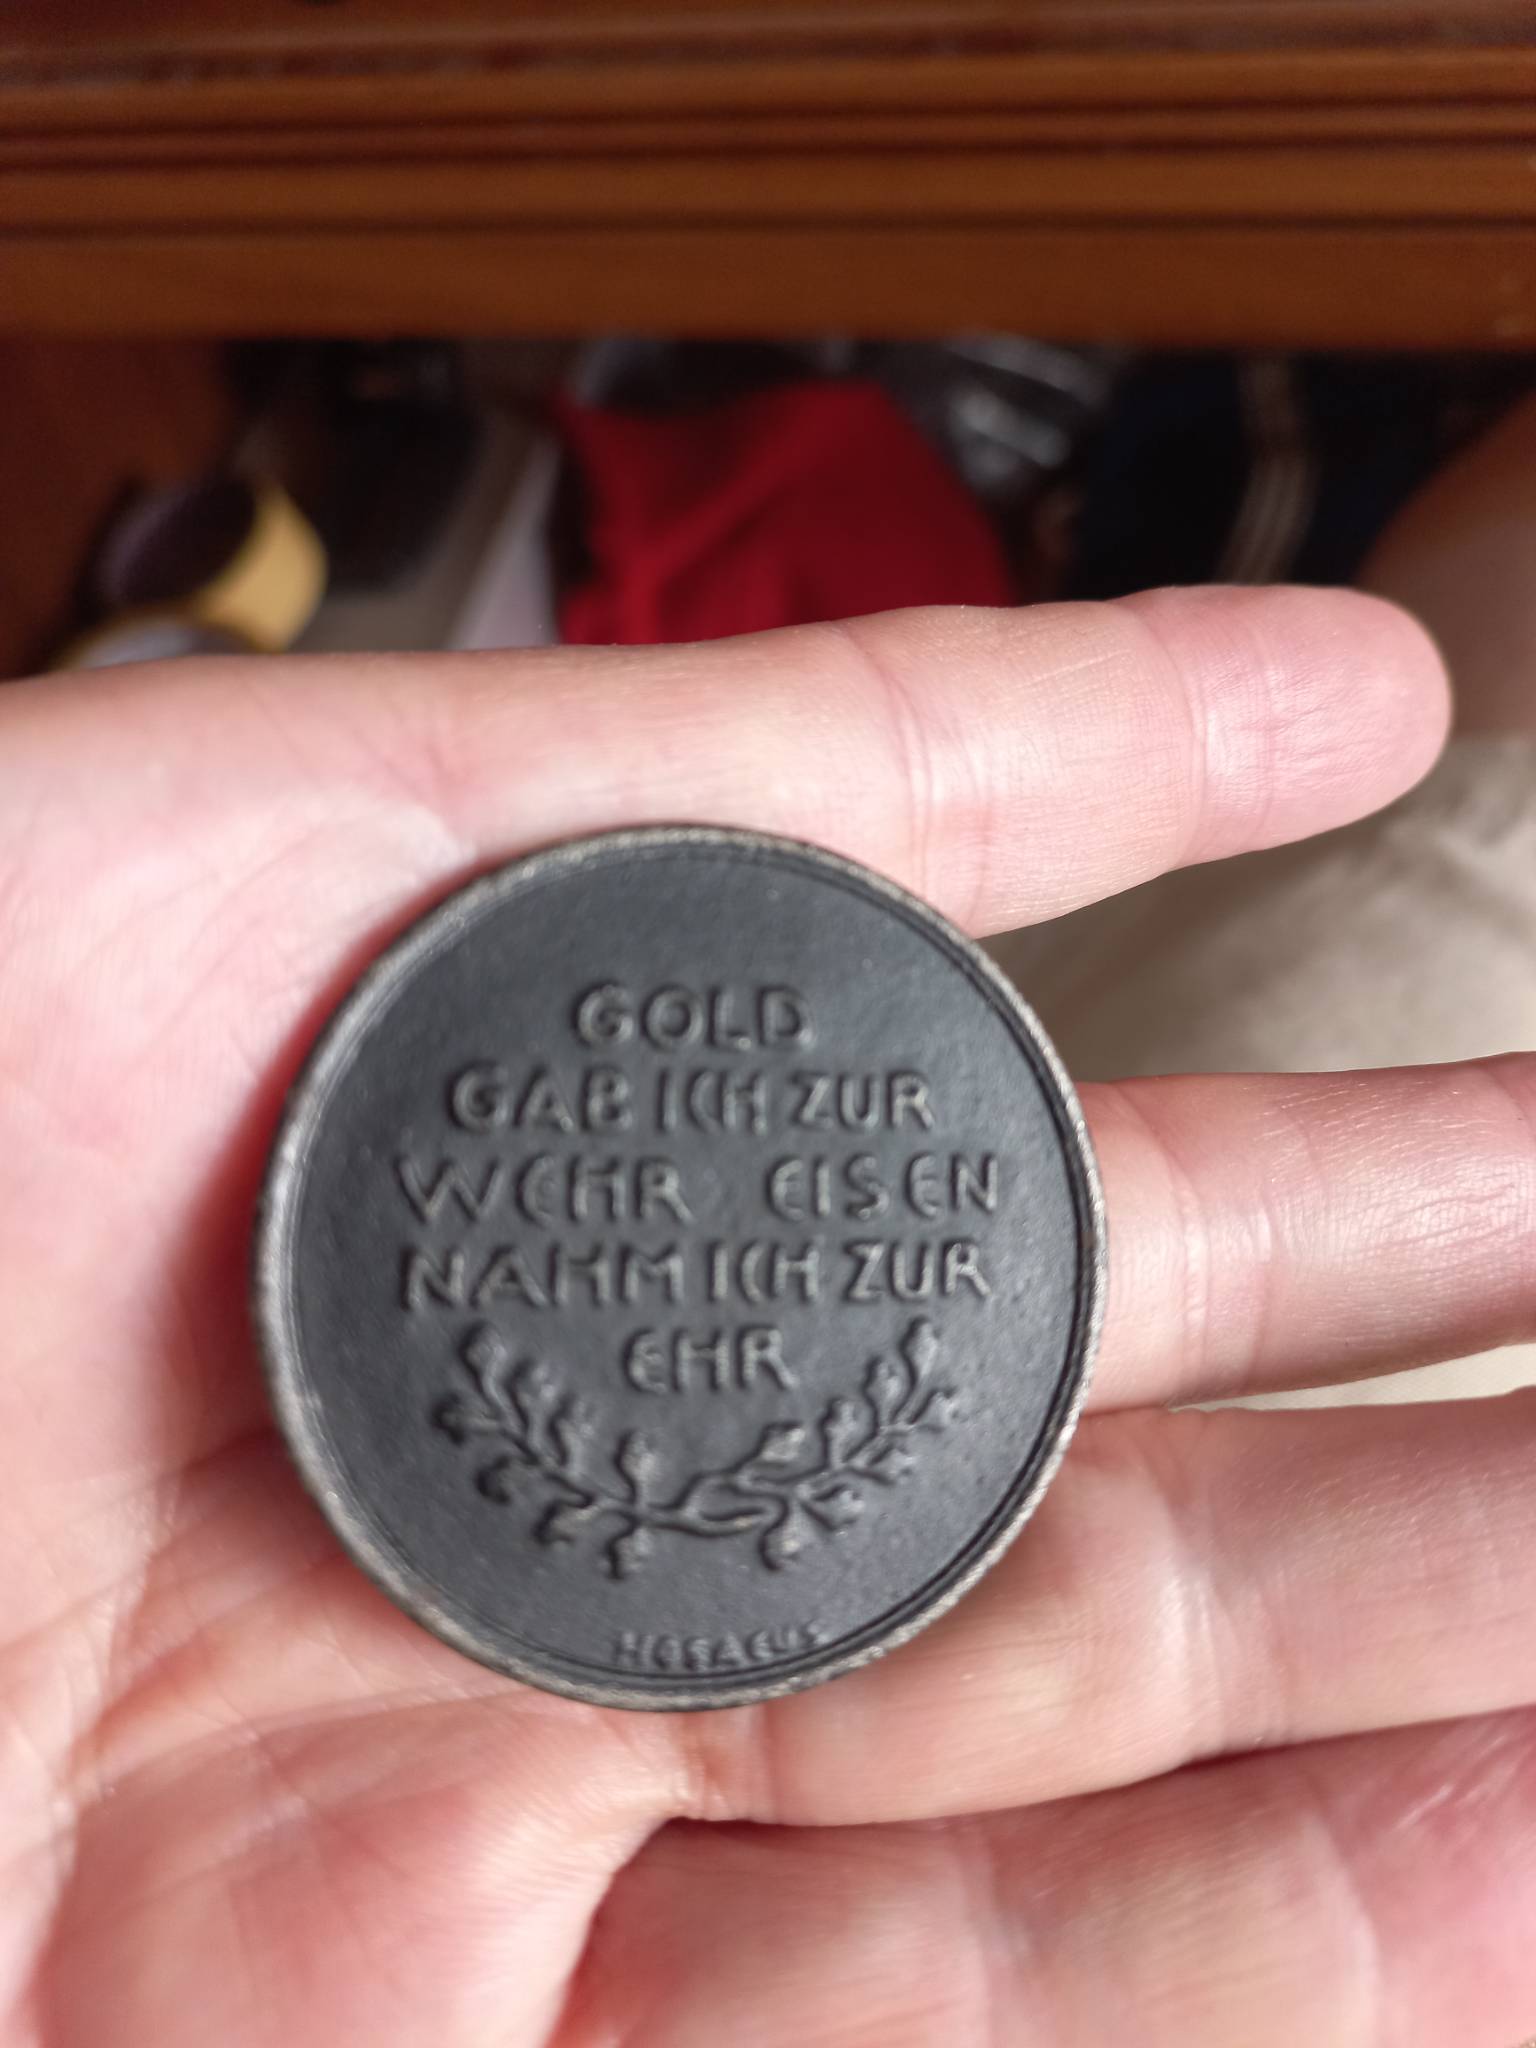 GOLD
GAB ICH ZUR
WEHR EISEN
NAHM ICH ZUR
EHR
HOSAEUS